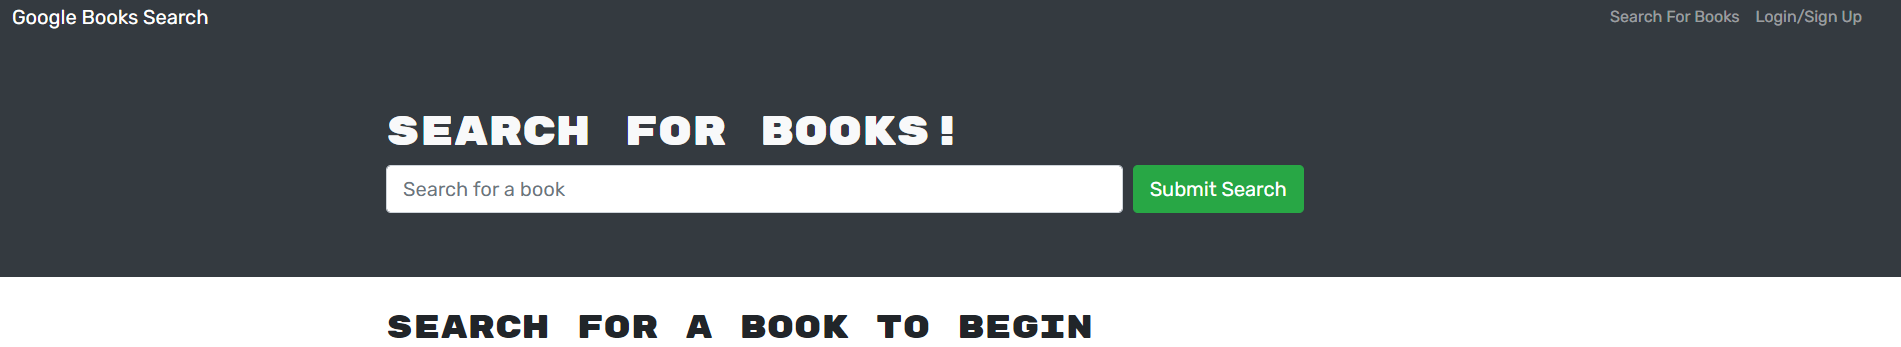 Google Books Search
Search For Books
Login/Sign Up
SEARCH FOR BOOKS!
Search for a book
Submit Search
SEARCH FOR A BOOK TO BEGIN